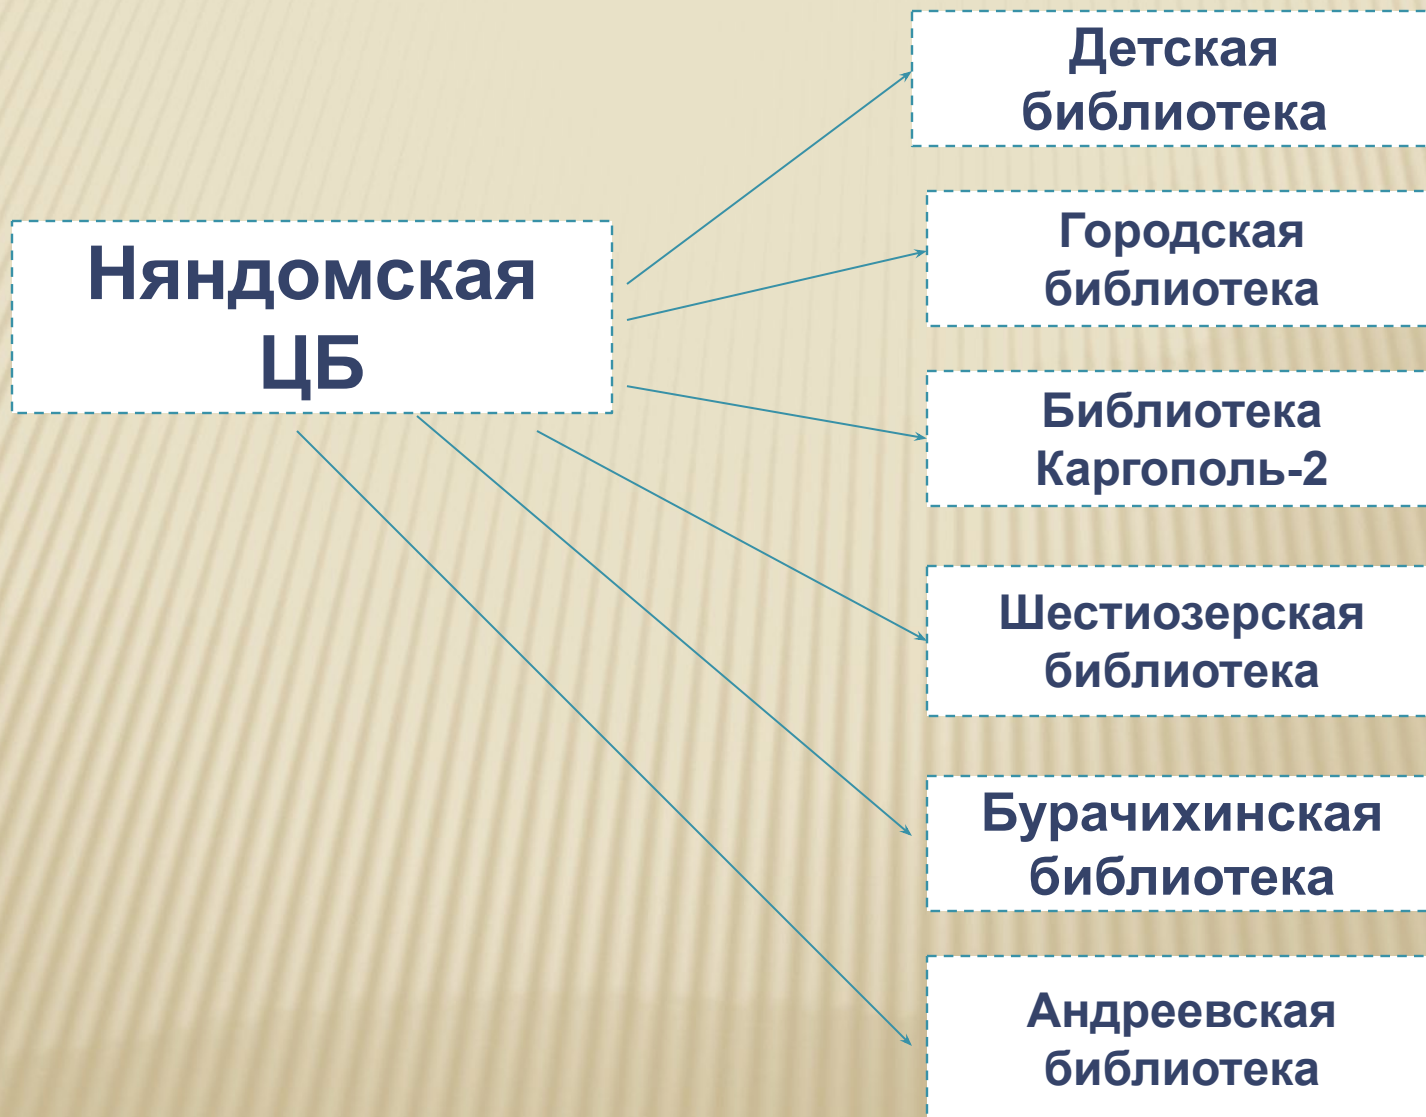 Няндомская
ЦБ
Детская
библиотека
Городская
библиотека
Библиотека
Каргополь-2
Шестиозерская
библиотека
Бурачихинская
библиотека
Андреевская
библиотека